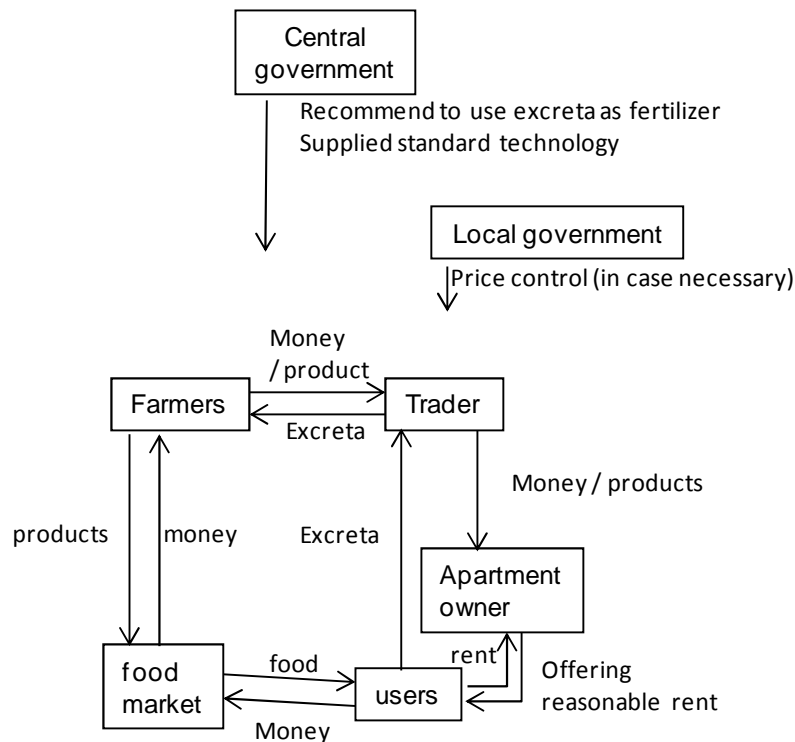 Central
government
Recommend to use excreta as fertilizer
Supplied standard technology
Local government
Price control (in case necessary)
Money
/ product
Farmers
Trader
Excreta
Money / products
products
money
Excreta
Apartment
owner
food
market
food
users
rent
Offering
reasonable rent
Money